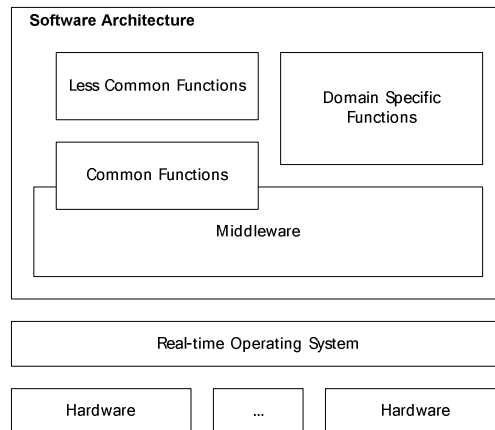 Software Architecture
Less Common Functions
Domain Specific
Functions
Common Functions
Middleware
Real-time Operating System
Hardware
...
Hardware